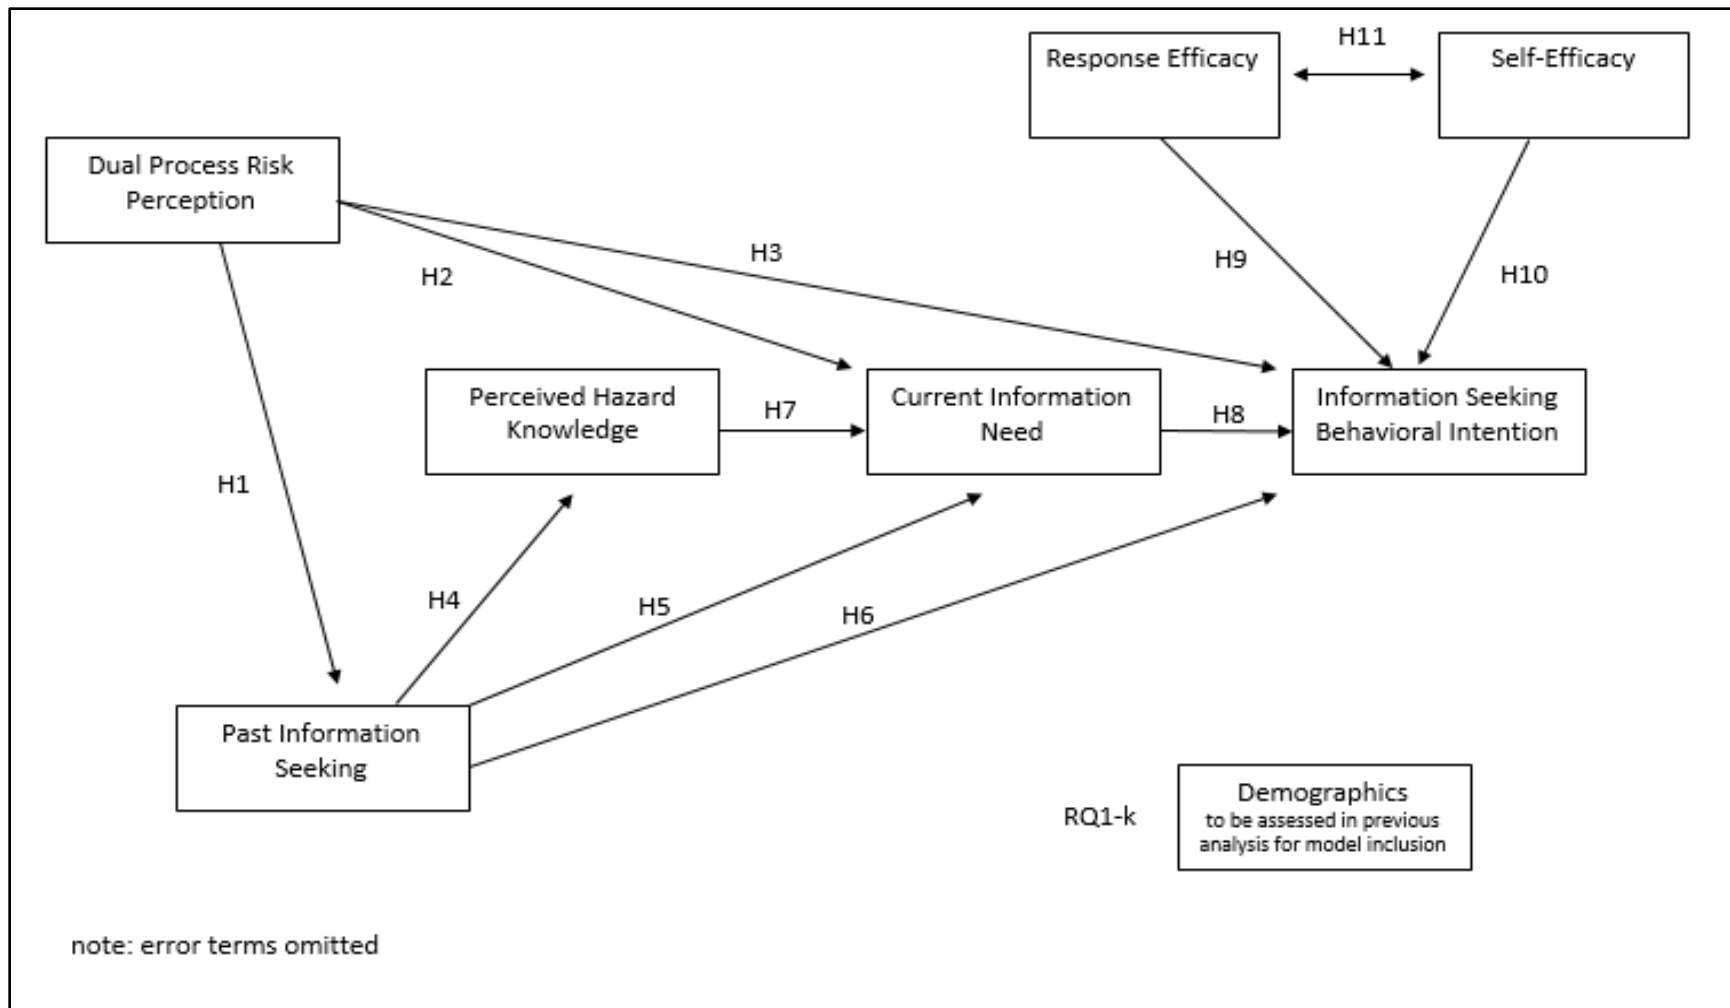 Response Efficacy
H11
Self-Efficacy
Dual Process Risk
Perception
H3
H2
H9
H10
Perceived Hazard
Knowledge
H7
Current Information
Need
H8
Information Seeking
Behavioral Intention
H1
H4
H5
H6
Past Information
Seeking
RQ1-k
Demographics
to be assessed in previous
analysis for model inclusion
note: error terms omitted